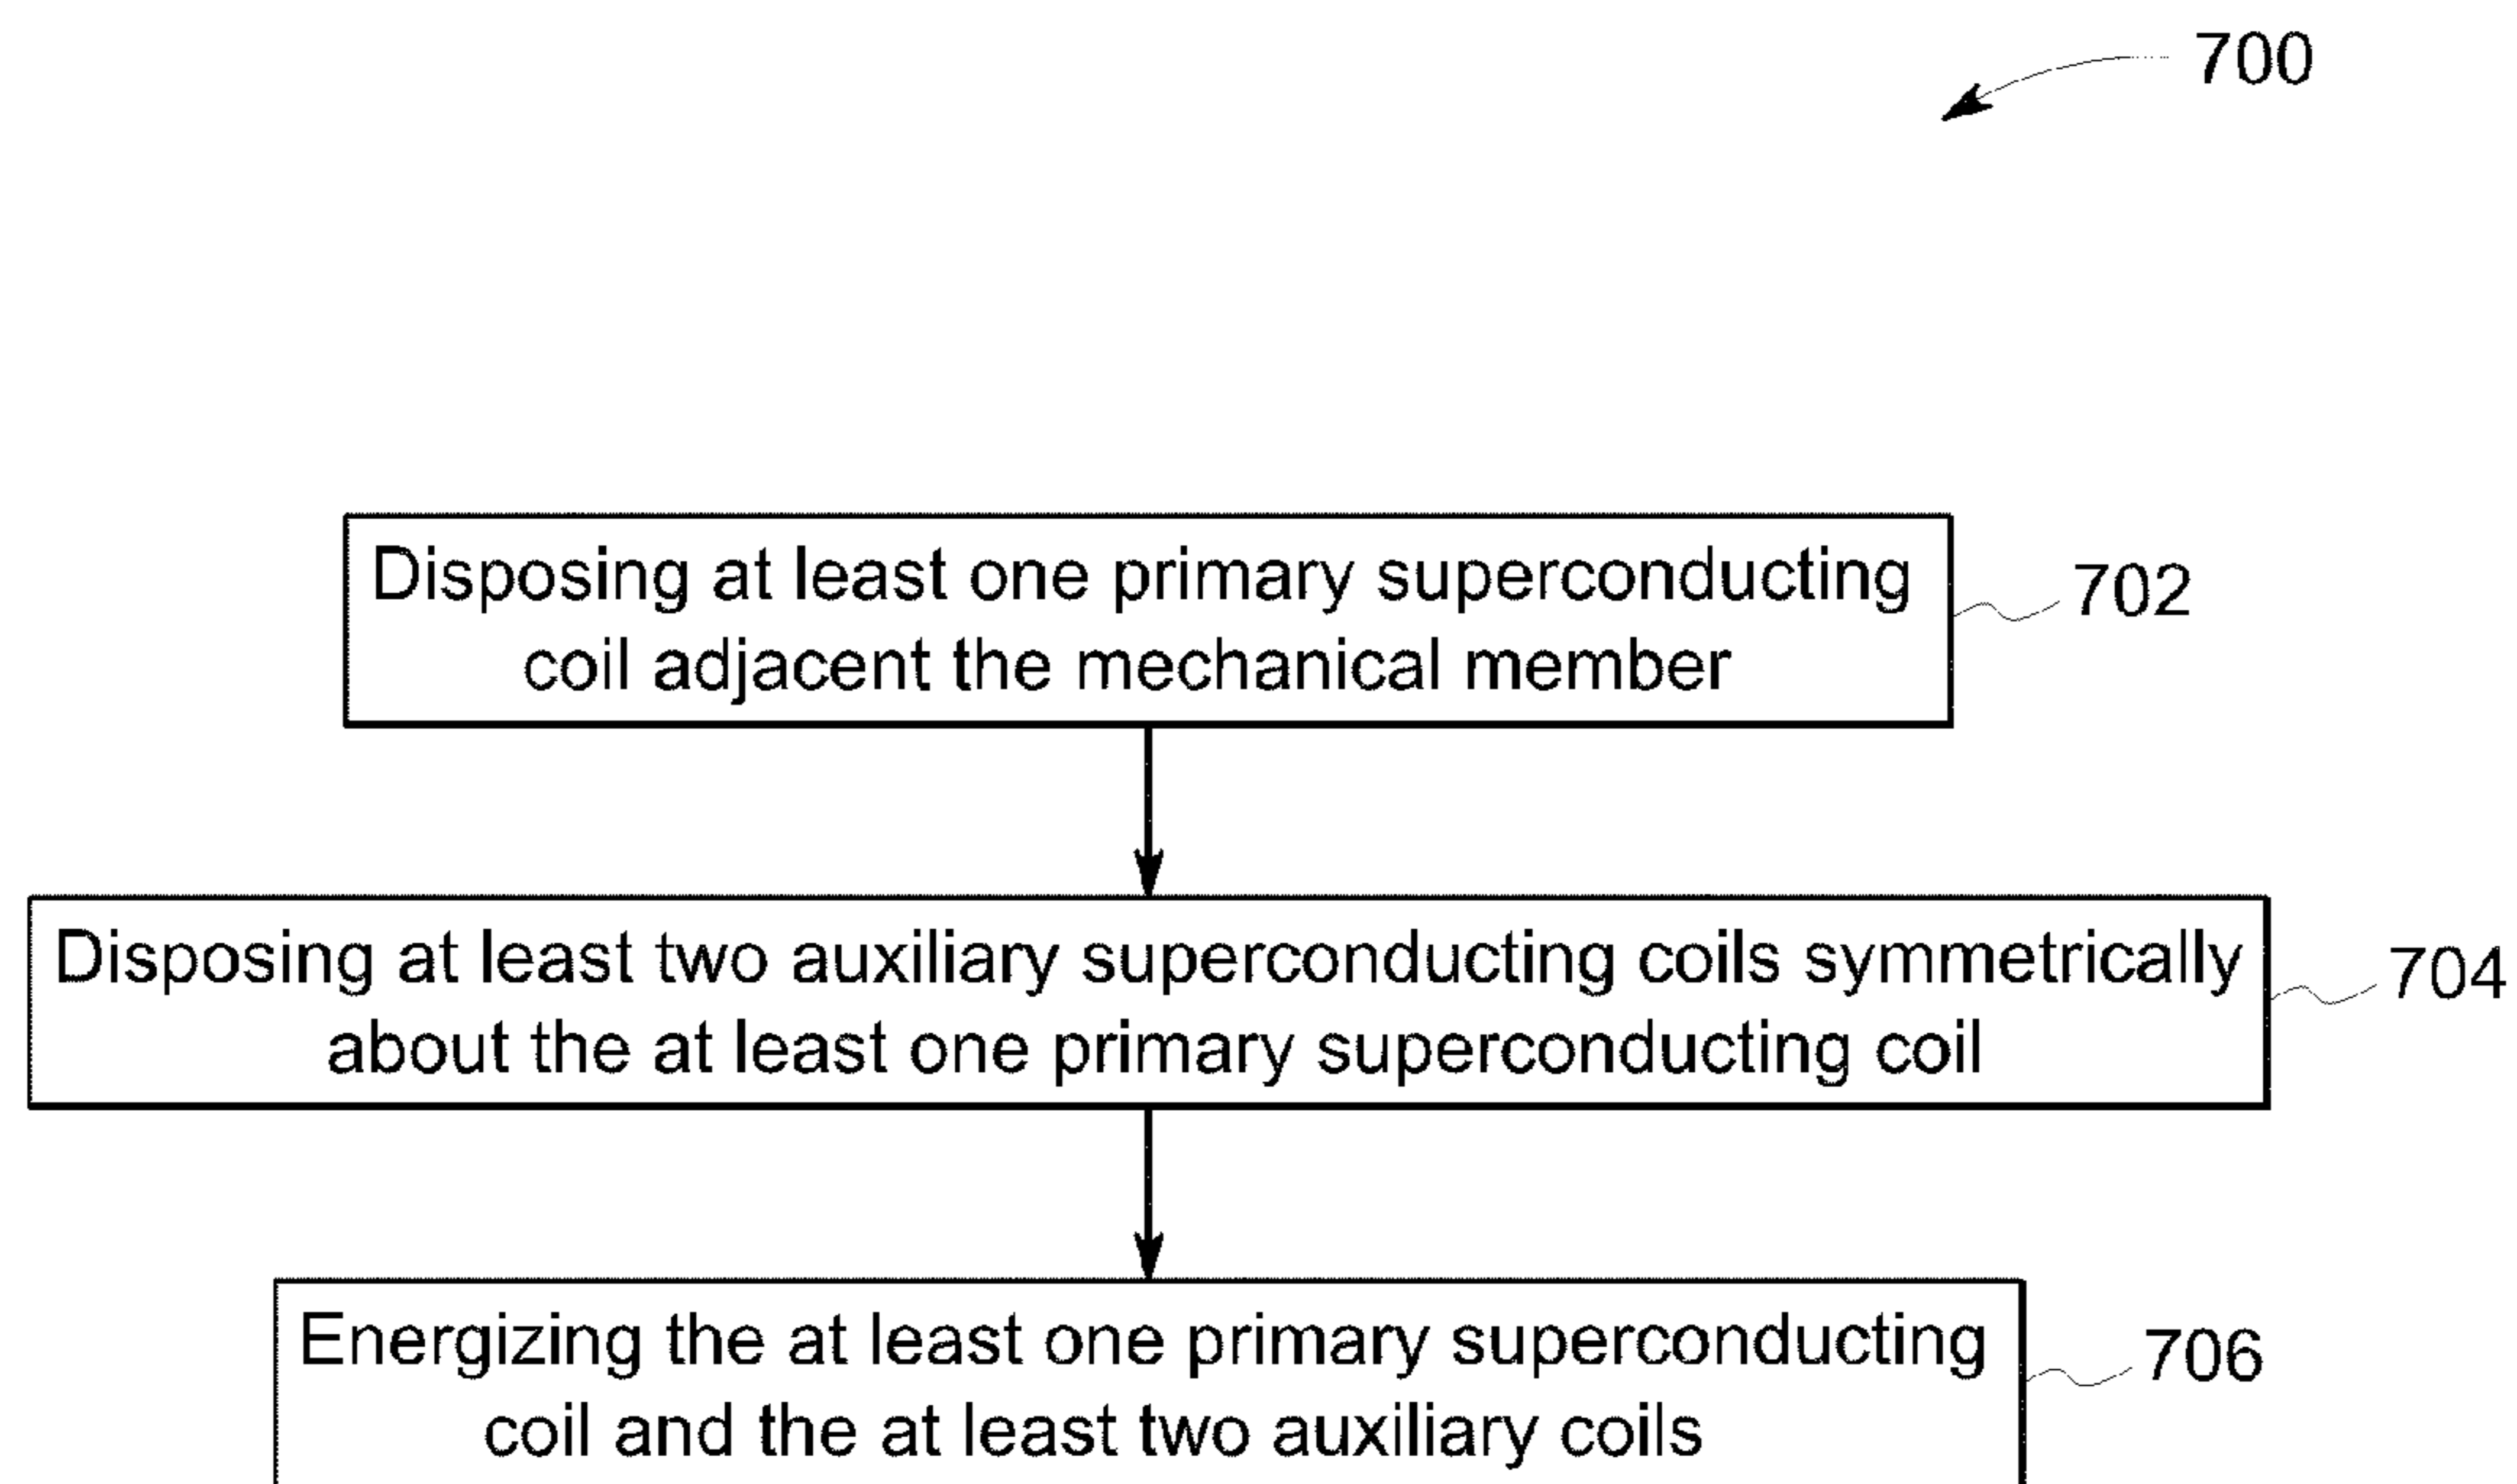 700
Disposing at least one primary superconducting
coil adjacent the mechanical member
702
Disposing at least two auxiliary superconducting coils symmetrically
about the at least one primary superconducting coil
704
Energizing the at least one primary superconducting
coil and the at least two auxiliary coils
706